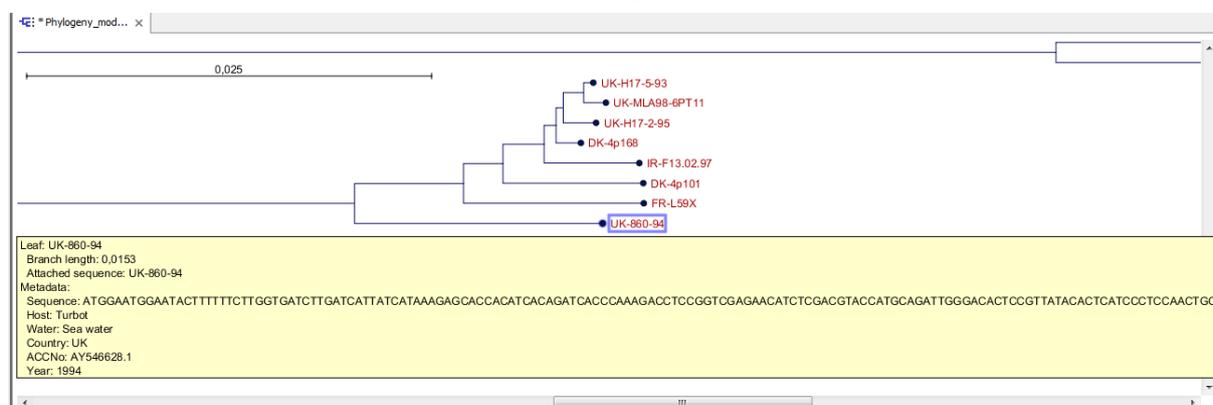 * Phylogeny_mod... ×
0,025
UK-H17-5-93
UK-MLA98-6PT11
UK-H17-2-95
DK-4p168
IR-F13.02.97
DK-4p101
FR-L59X
UK-860-94
Leaf: UK-860-94
Branch length: 0,0153
Attached sequence: UK-860-94
Metadata:
Sequence: ATGGAATGGAATACTTTTTTCTTGGTGATCTTGATCATTATCATAAAGAGCACCACATCACAGATCACCCAAAGACCTCCGGTCGAGAACATCTCGACGTACCATGCAGATTGGGACACTCCGTTATACACTCATCCCTCCAACTGC
Host: Turbot
Water: Sea water
Country: UK
ACCNo: AY546628.1
Year: 1994